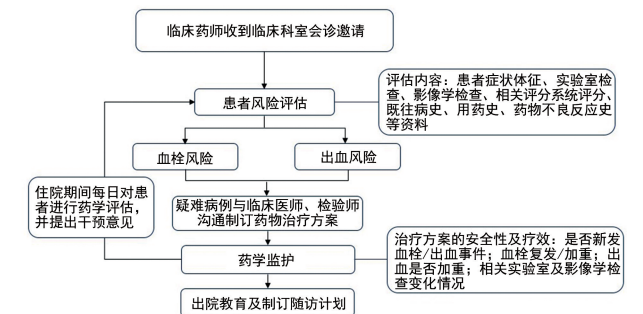 临床药师收到临床科室会诊邀请
患者风险评估
评估内容：患者症状体征、实验室检
查、影像学检查、相关评分系统评分、
既往病史、用药史、药物不良反应史
等资料
血栓风险
出血风险
住院期间每日对患
者进行药学评估，
并提出干预意见
疑难病例与临床医师、检验师
沟通制订药物治疗方案
药学监护
治疗方案的安全性及疗效：是否新发
血栓/出血事件；血栓复发/加重；出
血是否加重；相关实验室及影像学检
查变化情况
出院教育及制订随访计划